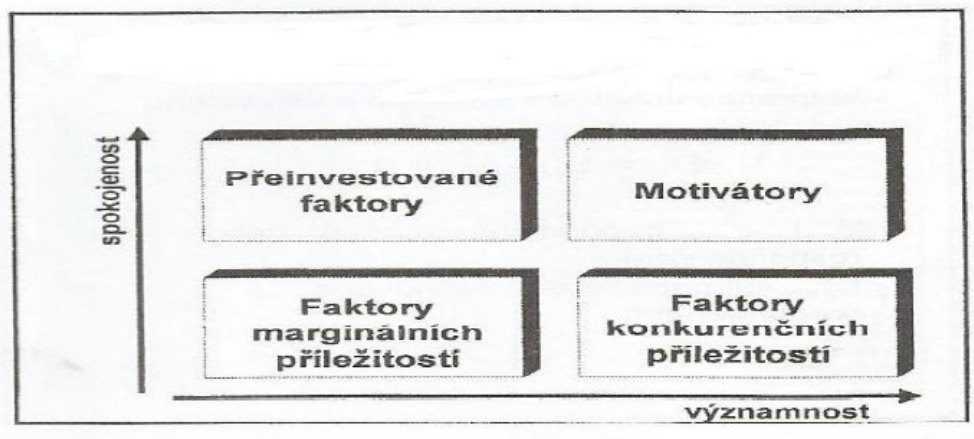 spokojenost
Přeinvestované
faktory
Motivátory
Faktory
marginálních
příležitostí
Faktory
konkurenčních
příležitostí
významnost